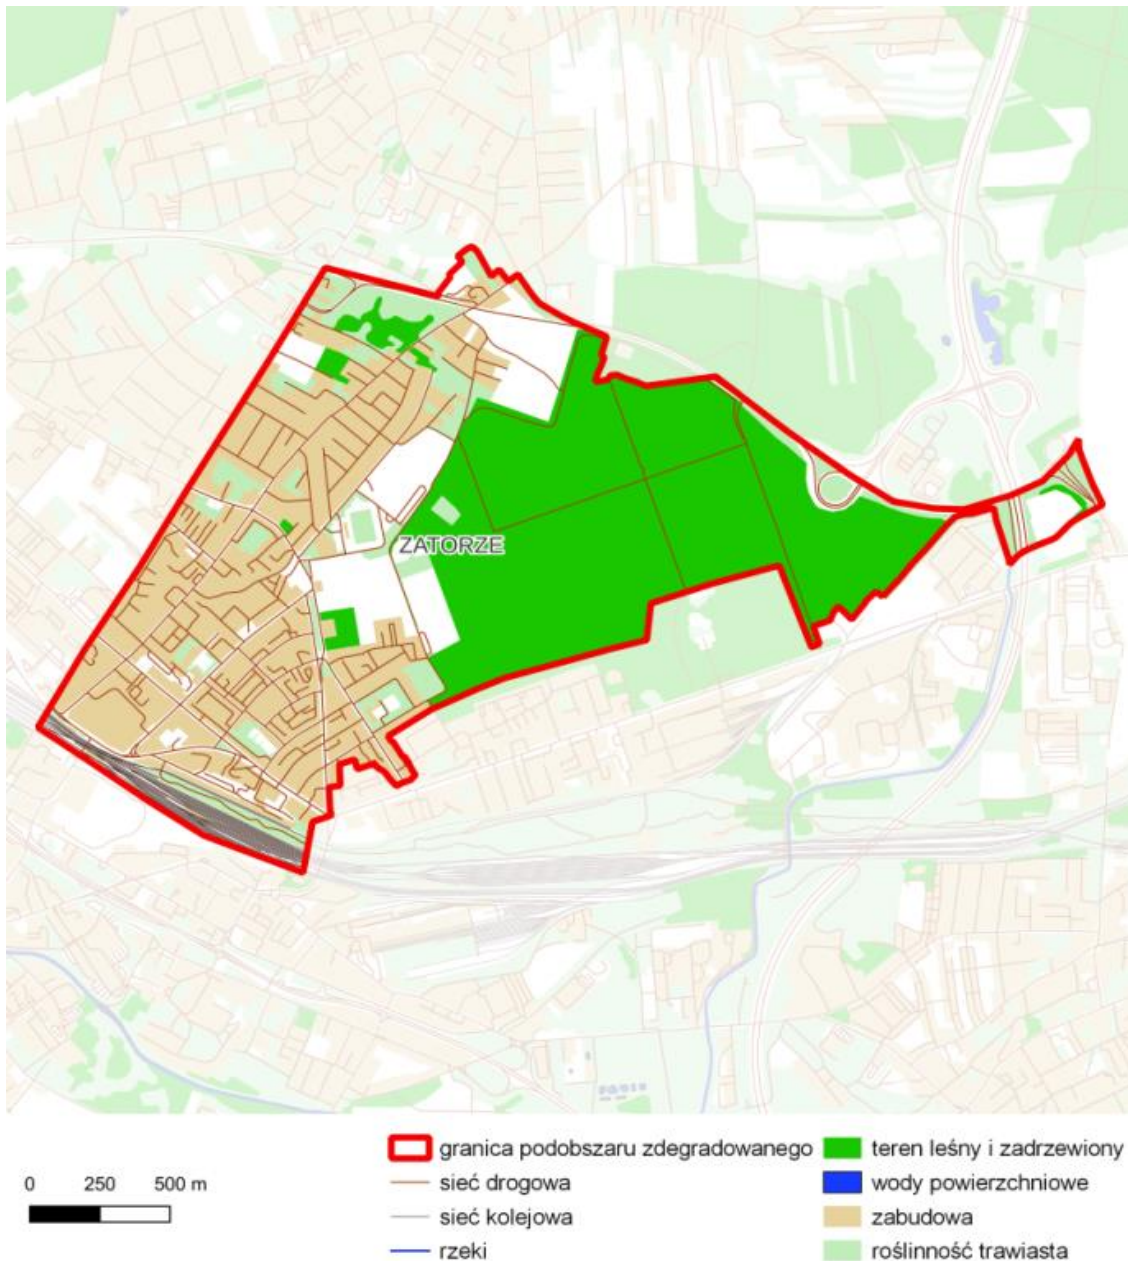 ZATORZE
0 250 500 m
granica podobszaru zdegradowanego
sieć drogowa
sieć kolejowa
rzeki
teren leśny i zadrzewiony
wody powierzchniowe
zabudowa
roślinność trawiasta